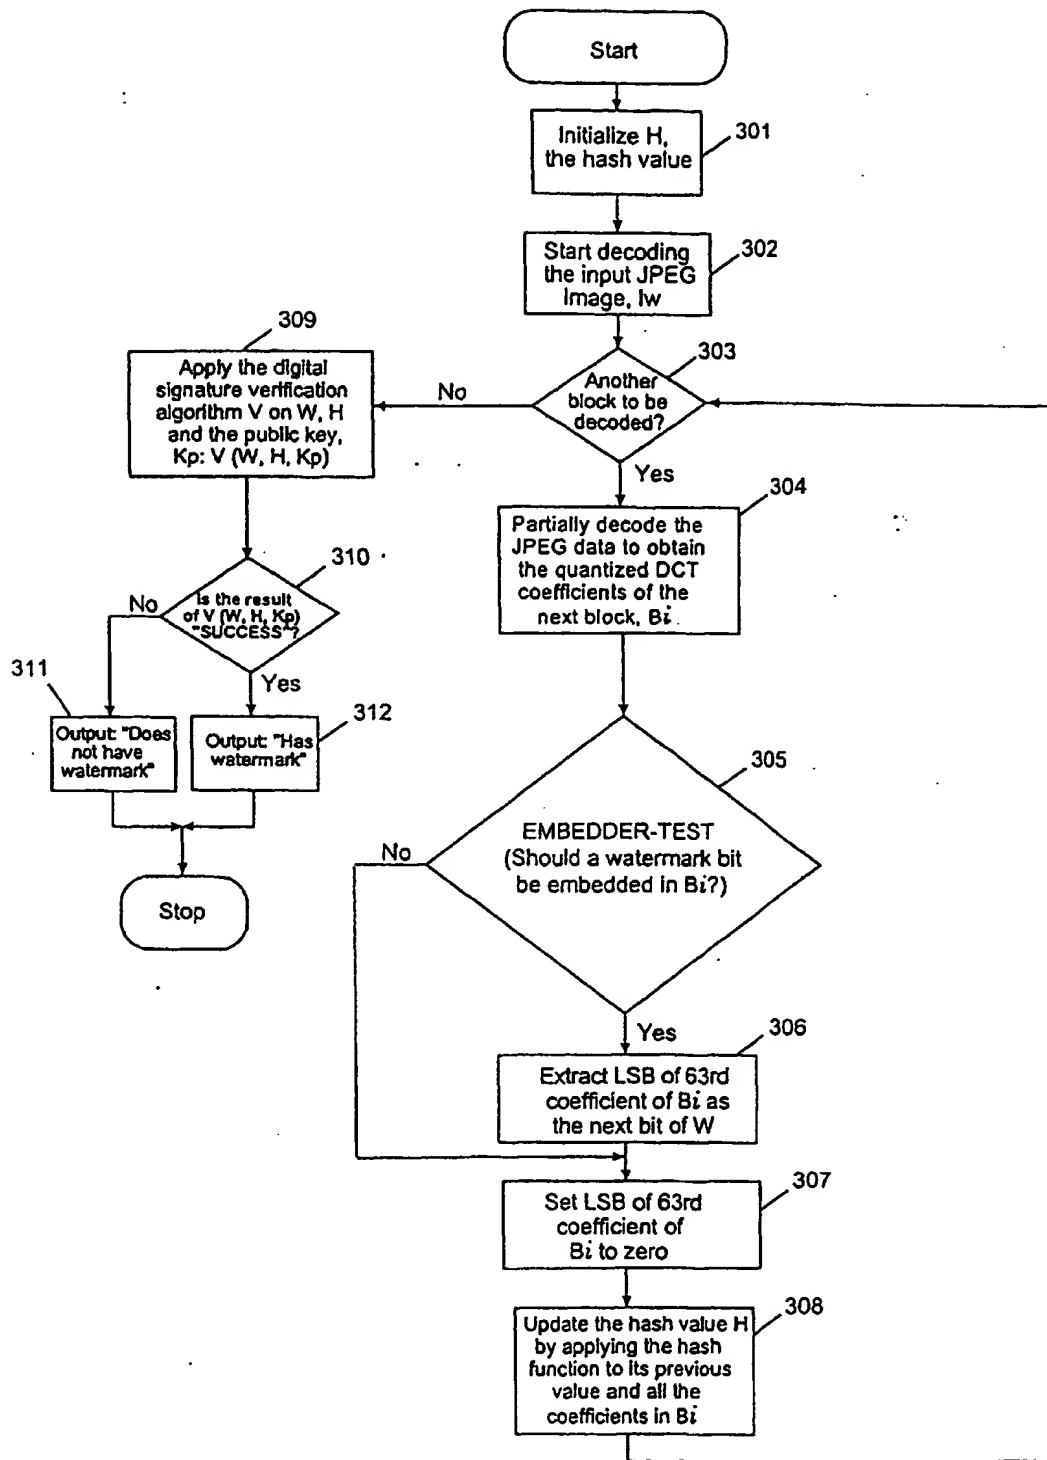 Start
Initialize H,
the hash value
301
Start decoding
the input JPEG
Image, Iw
302
303
Another
block to be
decoded?
No
Yes
309
Apply the digital
signature verification
algorithm V on W, H
and the public key,
Kp: V (W, H, Kp)
304
Partially decode the
JPEG data to obtain
the quantized DCT
coefficients of the
next block, Bi
310
Is the result
of V (W, H, Kp)
"SUCCESS"?
No
Yes
311
Output: "Does
not have
watermark"
312
Output: "Has
watermark"
Stop
305
EMBEDDER-TEST
(Should a watermark bit
be embedded in Bi?)
No
Yes
306
Extract LSB of 63rd
coefficient of Bi as
the next bit of W
307
Set LSB of 63rd
coefficient of
Bi to zero
308
Update the hash value H
by applying the hash
function to its previous
value and all the
coefficients in Bi